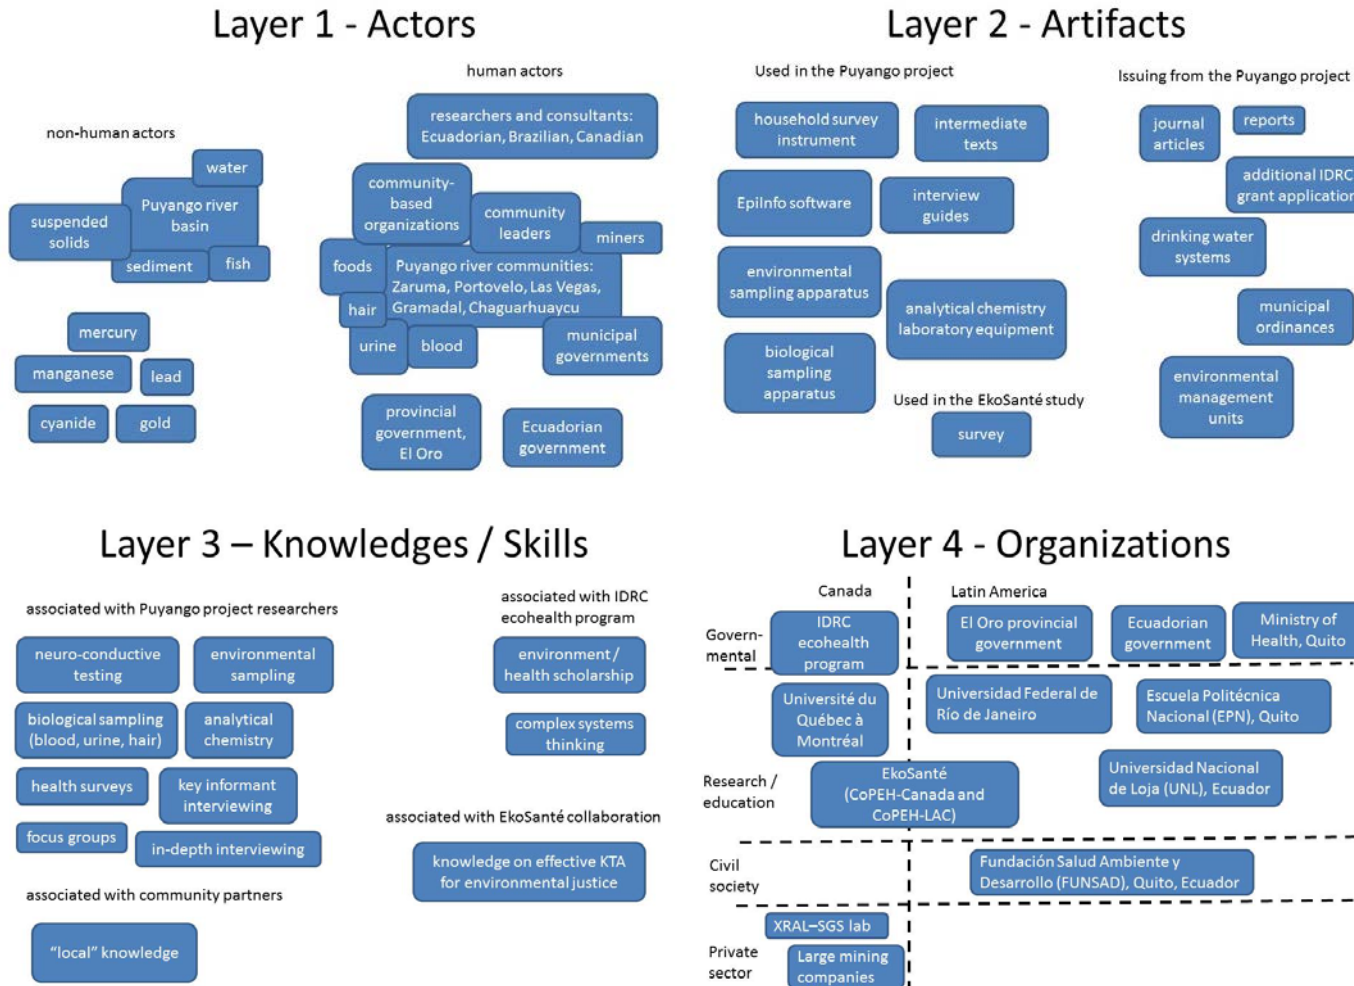 Layer 1 - Actors
non-human actors
water
Puyango river
basin
suspended
solids
sediment
fish
mercury
manganese
lead
cyanide
gold
human actors
researchers and consultants:
Ecuadorian, Brazilian, Canadian
community-
based
organizations
community
leaders
miners
foods
Puyango river communities:
Zaruma, Portovelo, Las Vegas,
Gramadal, Chaguarhuaycu
hair
urine
blood
municipal
governments
provincial
government,
El Oro
Ecuadorian
government
Layer 2 - Artifacts
Used in the Puyango project
household survey
instrument
intermediate
texts
EpiInfo software
interview
guides
environmental
sampling apparatus
analytical chemistry
laboratory equipment
biological
sampling
apparatus
Used in the EkoSanté study
survey
Issuing from the Puyango project
journal
articles
reports
additional IDRC
grant application
drinking water
systems
municipal
ordinances
environmental
management
units
Layer 3 – Knowledges / Skills
associated with Puyango project researchers
neuro-conductive
testing
environmental
sampling
biological sampling
(blood, urine, hair)
analytical
chemistry
health surveys
key informant
interviewing
focus groups
in-depth interviewing
associated with community partners
“local” knowledge
associated with IDRC
ecohealth program
environment /
health scholarship
complex systems
thinking
associated with EkoSanté collaboration
knowledge on effective KTA
for environmental justice
Layer 4 - Organizations
Canada
Latin America
Govern-
mental
IDRC
ecohealth
program
El Oro provincial
government
Ecuadorian
government
Ministry of
Health, Quito
Research /
education
Université du
Québec à
Montréal
Universidad Federal de
Río de Janeiro
Escuela Politécnica
Nacional (EPN), Quito
EkoSanté
(CoPEH-Canada and
CoPEH-LAC)
Universidad Nacional
de Loja (UNL), Ecuador
Civil
society
Fundación Salud Ambiente y
Desarrollo (FUNSAD), Quito, Ecuador
Private
sector
XRAL–SGS lab
Large mining
companies